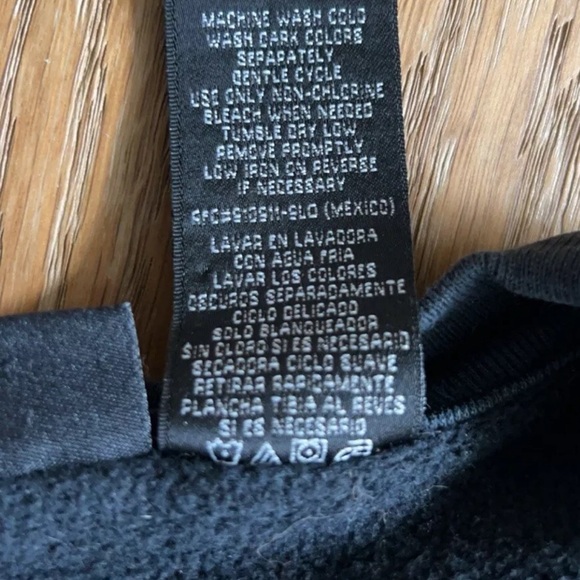 MACHINE WASH COLD
WASH DARK COLORS
SEPARATELY
GENTLE CYCLE
USE ONLY NON-CHLORINE
BLEACH WHEN NEEDED
TUMBLE DRY LOW
REMOVE PROMPTLY
LOW IRON ON REVERSE
IF NECESSARY
(MEXICO)
LAVAR EN LAVADORA
CON AGUA FRIA
LAVAR LOS COLORES
OSCUROS SEPARADAMENTE
CICLO DELICADO
SOLO BLANQUEADOR
SIN CLORO SI ES NECESARIO
SECADORA CICLO SUAVE
RETIRAR RAPIDAMENTE
PLANCHA TIBIA AL REVES
SI ES NECESARIO